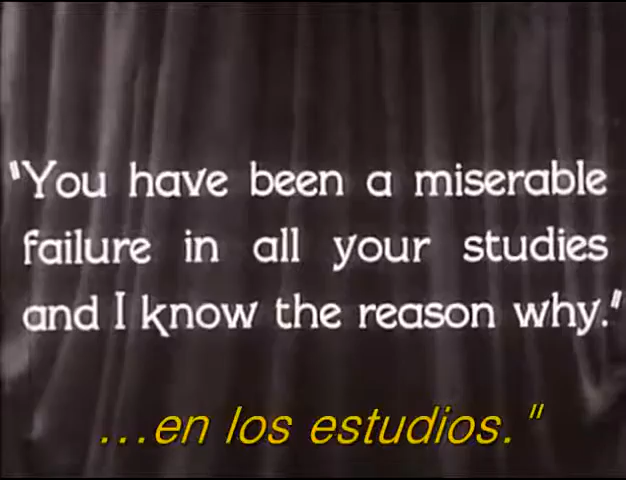 "You have been a miserable
failure in all your studies
and I know the reason why."
...en los estudios."